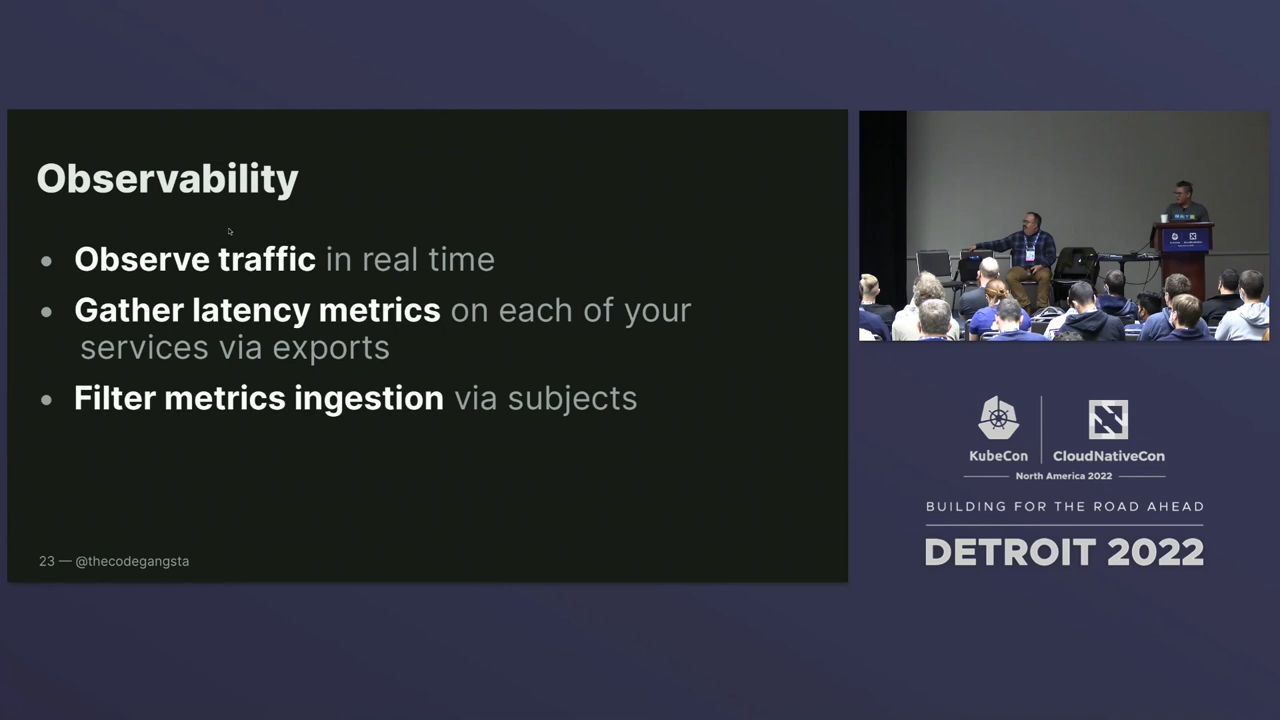 Observability
• Observe traffic in real time
• Gather latency metrics on each of your
services via exports
• Filter metrics ingestion via subjects
23 — @thecodegangsta
KubeCon
CloudNativeCon
North America 2022
BUILDING FOR THE ROAD AHEAD
DETROIT 2022